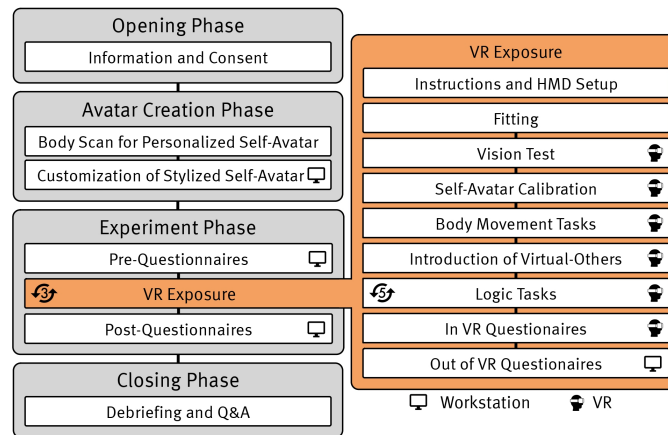 Opening Phase
Information and Consent
Avatar Creation Phase
Body Scan for Personalized Self-Avatar
Customization of Stylized Self-Avatar
Experiment Phase
Pre-Questionnaires
3 VR Exposure
Post-Questionnaires
Closing Phase
Debriefing and Q&A
VR Exposure
Instructions and HMD Setup
Fitting
Vision Test
Self-Avatar Calibration
Body Movement Tasks
Introduction of Virtual-Others
5 Logic Tasks
In VR Questionaires
Out of VR Questionaires
Workstation VR